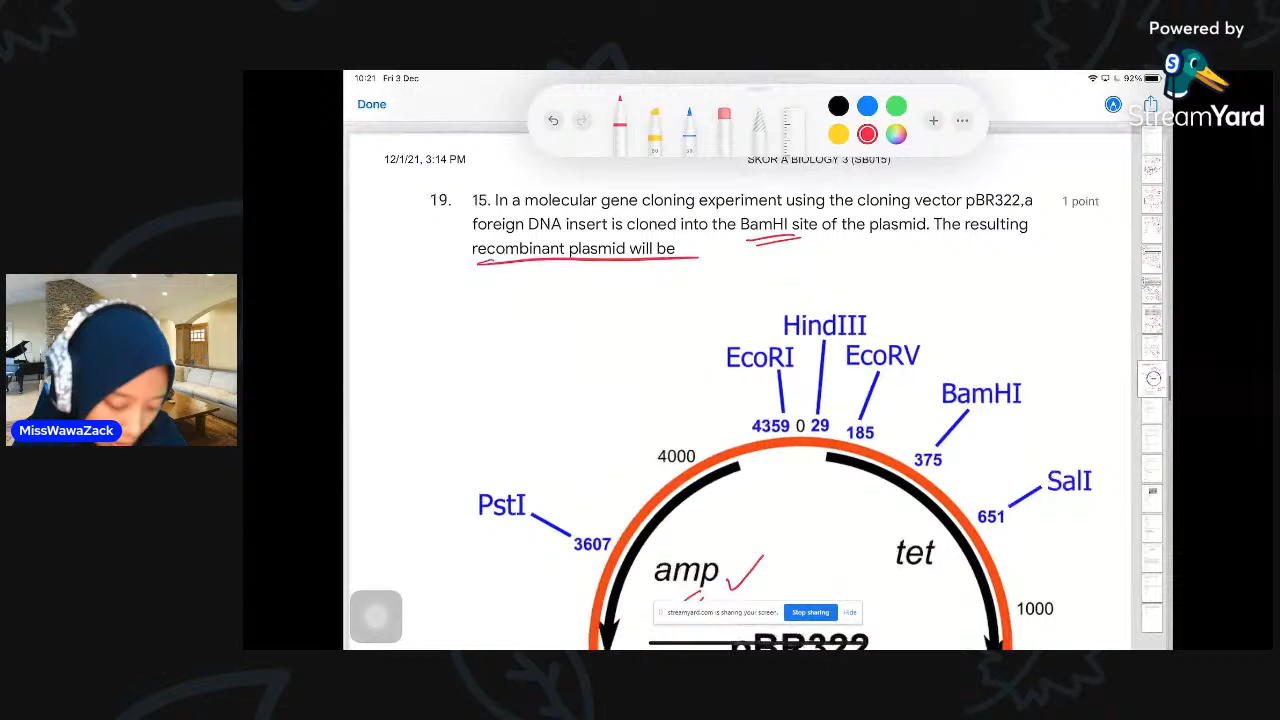 Powered by
S
StreamYard
10:21 Fri 3 Dec
92%
Done
50
50
12/1/21, 3:14 PM
SKOR A BIOLOGY 3 (SB015)
19. 15. In a molecular gene cloning experiment using the cloning vector pBR322,a
1 point
foreign DNA insert is cloned into the BamHI site of the plasmid. The resulting
recombinant plasmid will be
HindIII
EcoRI
EcoRV
BamHI
4359 0 29
185
4000
375
SalI
PstI
651
3607
tet
amp
1000
streamyard.com is sharing your screen.
Stop sharing
Hide
pBR322
MissWawaZack